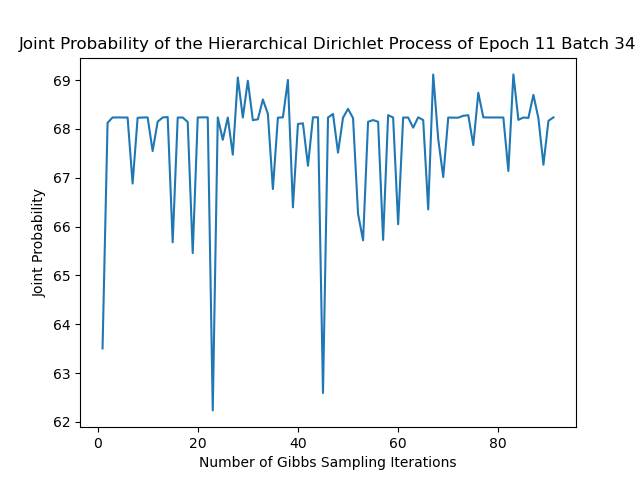 Joint Probability of the Hierarchical Dirichlet Process of Epoch 11 Batch 34
69
68
67
66
65
64
63
62
Joint Probability
0 20 40 60 80
Number of Gibbs Sampling Iterations